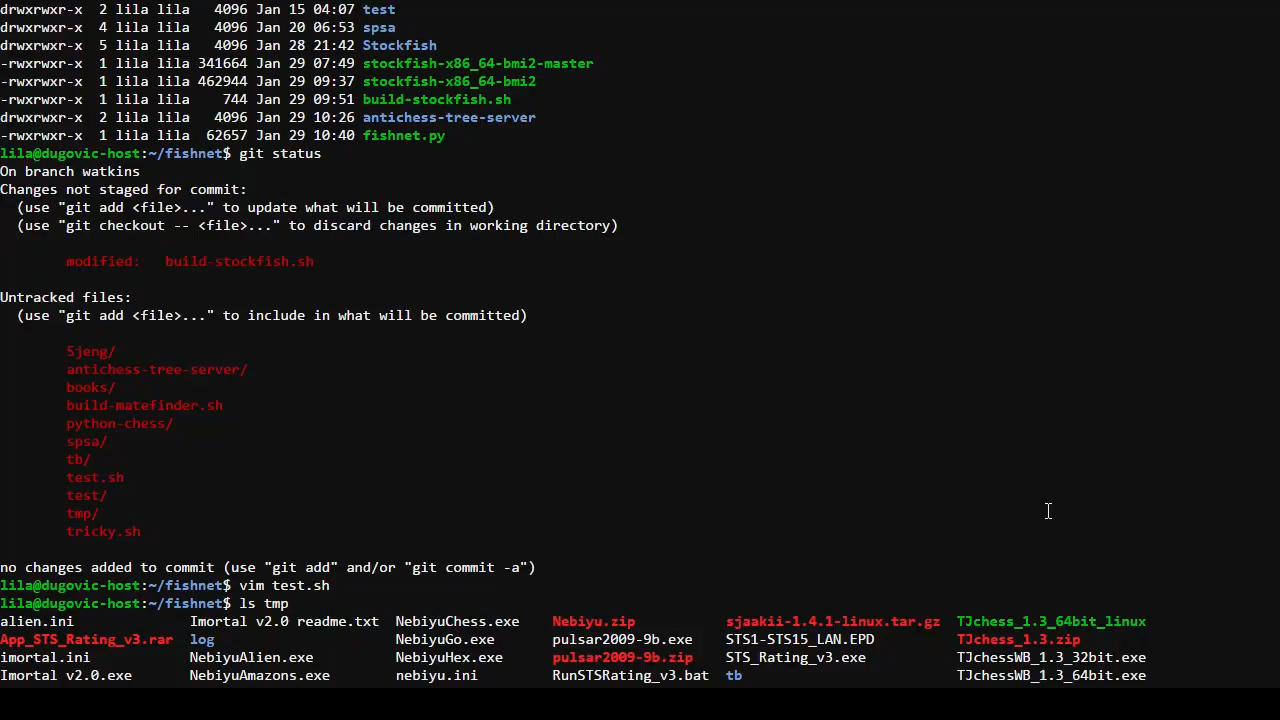 drwxrwxr-x  2 lila lila   4096 Jan 15 04:07 test
drwxrwxr-x  4 lila lila   4096 Jan 20 06:53 spsa
drwxrwxr-x  5 lila lila   4096 Jan 28 21:42 Stockfish
-rwxrwxr-x  1 lila lila 341664 Jan 29 07:49 stockfish-x86_64-bmi2-master
-rwxrwxr-x  1 lila lila 462944 Jan 29 09:37 stockfish-x86_64-bmi2
-rwxrwxr-x  1 lila lila    744 Jan 29 09:51 build-stockfish.sh
drwxrwxr-x  2 lila lila   4096 Jan 29 10:26 antichess-tree-server
-rwxrwxr-x  1 lila lila  62657 Jan 29 10:40 fishnet.py
lila@dugovic-host:~/fishnet$ git status
On branch watkins
Changes not staged for commit:
  (use "git add <file>..." to update what will be committed)
  (use "git checkout -- <file>..." to discard changes in working directory)
        modified:   build-stockfish.sh
Untracked files:
  (use "git add <file>..." to include in what will be committed)
        Sjeng/
        antichess-tree-server/
        books/
        build-matefinder.sh
        python-chess/
        spsa/
        tb/
        test.sh
        test/
        tmp/
        tricky.sh
no changes added to commit (use "git add" and/or "git commit -a")
lila@dugovic-host:~/fishnet$ vim test.sh
lila@dugovic-host:~/fishnet$ ls tmp
alien.ini            Imortal v2.0 readme.txt  NebiyuChess.exe    Nebiyu.zip           sjaakii-1.4.1-linux.tar.gz  TJchess_1.3_64bit_linux
App_STS_Rating_v3.rar  log                      NebiyuGo.exe       pulsar2009-9b.exe    STS1-STS15_LAN.EPD          TJchess_1.3.zip
imortal.ini          NebiyuAlien.exe          NebiyuHex.exe      pulsar2009-9b.zip    STS_Rating_v3.exe           TJchessWB_1.3_32bit.exe
Imortal v2.0.exe     NebiyuAmazons.exe        nebiyu.ini         RunSTSRating_v3.bat  tb                          TJchessWB_1.3_64bit.exe